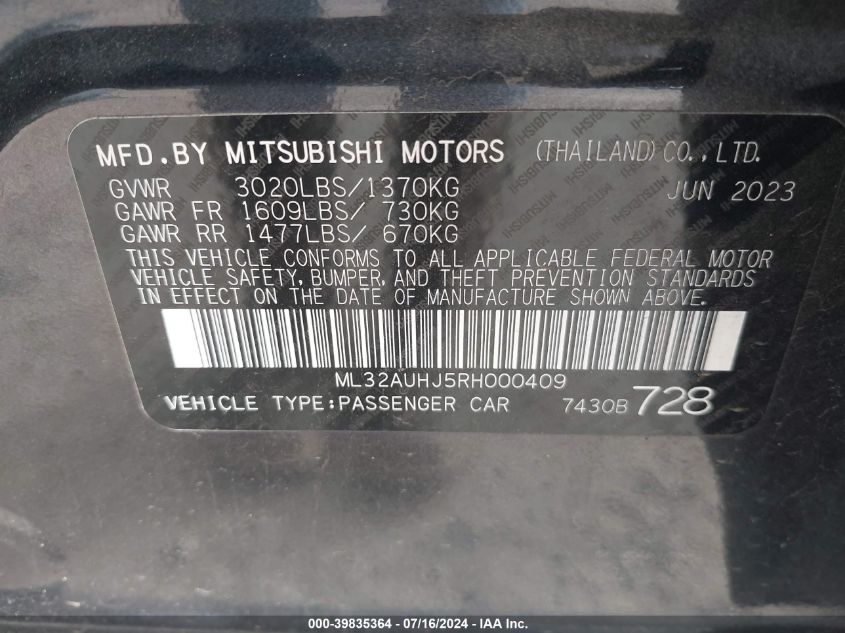 MFD.BY MITSUBISHI MOTORS (THAILAND)CO.,LTD.
GVWR 3020LBS/1370KG JUN 2023
GAWR FR 1609LBS/ 730KG
GAWR RR 1477LBS/ 670KG
THIS VEHICLE CONFORMS TO ALL APPLICABLE FEDERAL MOTOR
VEHICLE SAFETY, BUMPER, AND THEFT PREVENTION STANDARDS
IN EFFECT ON THE DATE OF MANUFACTURE SHOWN ABOVE.
ML32AUHJ5RH000409
VEHICLE TYPE:PASSENGER CAR 7430B 728
000-39835364 - 07/16/2024 - IAA Inc.